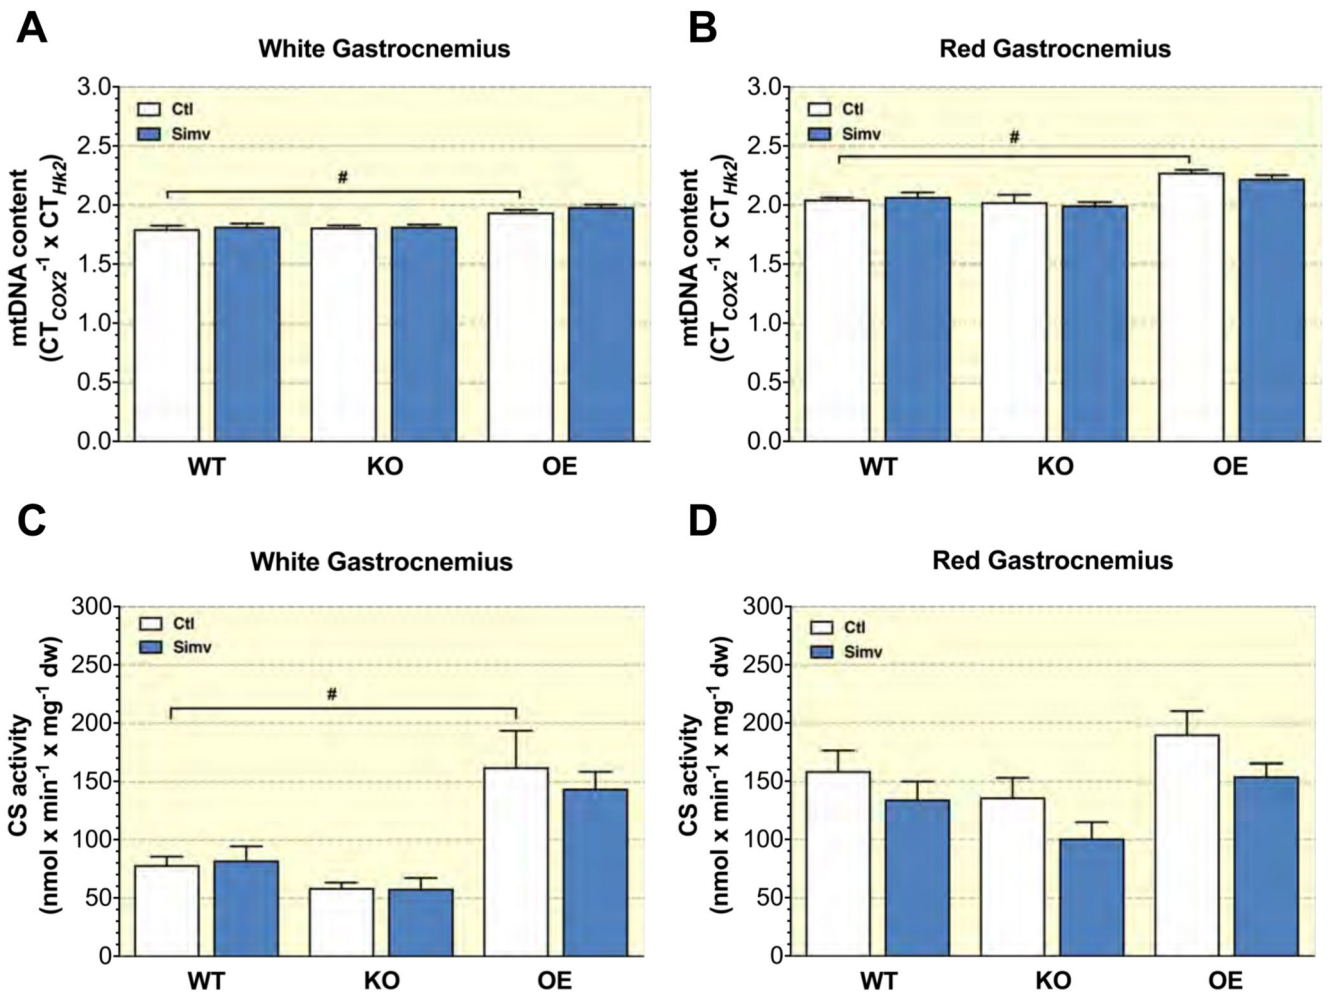 A
White Gastrocnemius
mtDNA content
(CT_COX2^-1 x CT_Hk2)
3.0
2.5
2.0
1.5
1.0
0.5
0.0
Ctl
Simv
#
WT KO OE
B
Red Gastrocnemius
mtDNA content
(CT_COX2^-1 x CT_Hk2)
3.0
2.5
2.0
1.5
1.0
0.5
0.0
Ctl
Simv
#
WT KO OE
C
White Gastrocnemius
CS activity
(nmol x min^-1 x mg^-1 dw)
300
250
200
150
100
50
0
Ctl
Simv
#
WT KO OE
D
Red Gastrocnemius
CS activity
(nmol x min^-1 x mg^-1 dw)
300
250
200
150
100
50
0
Ctl
Simv
WT KO OE